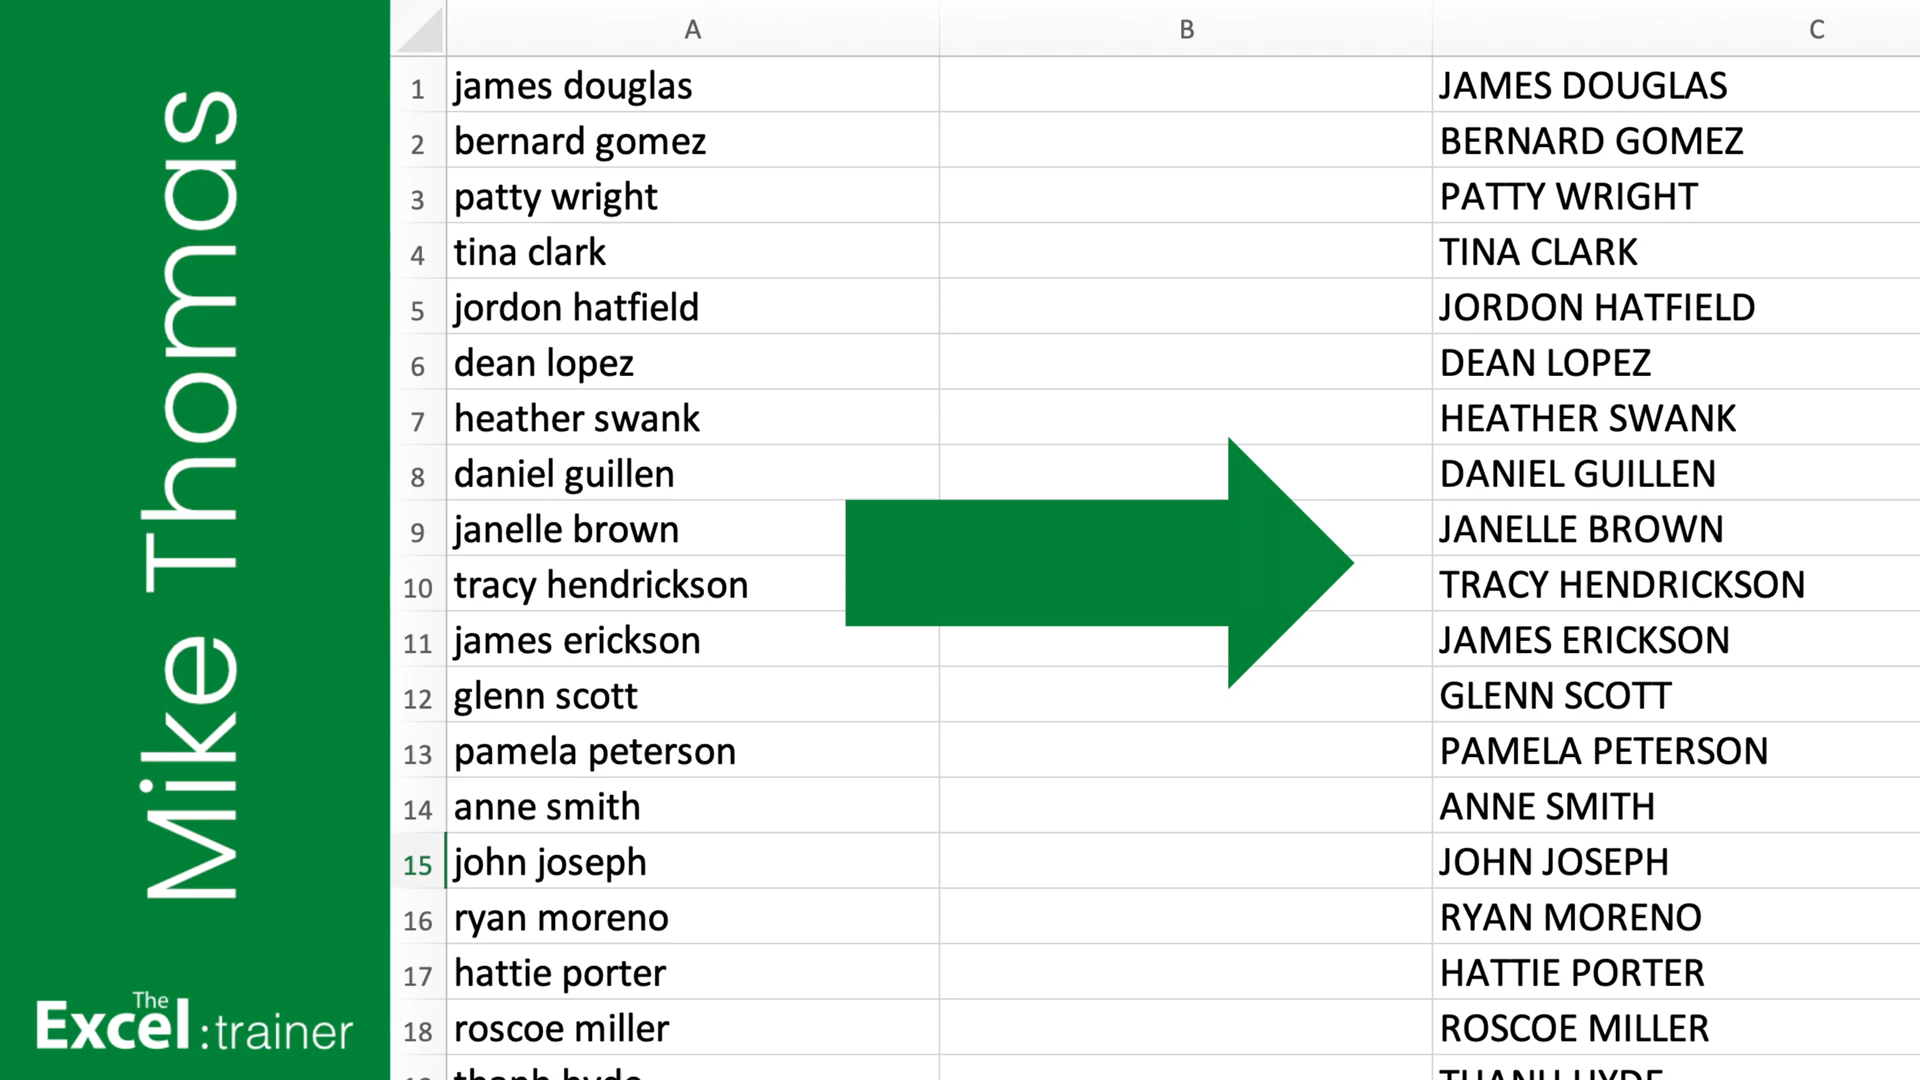 Mike Thomas
The
Excel:trainer
A B C
1 james douglas JAMES DOUGLAS
2 bernard gomez BERNARD GOMEZ
3 patty wright PATTY WRIGHT
4 tina clark TINA CLARK
5 jordon hatfield JORDON HATFIELD
6 dean lopez DEAN LOPEZ
7 heather swank HEATHER SWANK
8 daniel guillen DANIEL GUILLEN
9 janelle brown JANELLE BROWN
10 tracy hendrickson TRACY HENDRICKSON
11 james erickson JAMES ERICKSON
12 glenn scott GLENN SCOTT
13 pamela peterson PAMELA PETERSON
14 anne smith ANNE SMITH
15 john joseph JOHN JOSEPH
16 ryan moreno RYAN MORENO
17 hattie porter HATTIE PORTER
18 roscoe miller ROSCOE MILLER